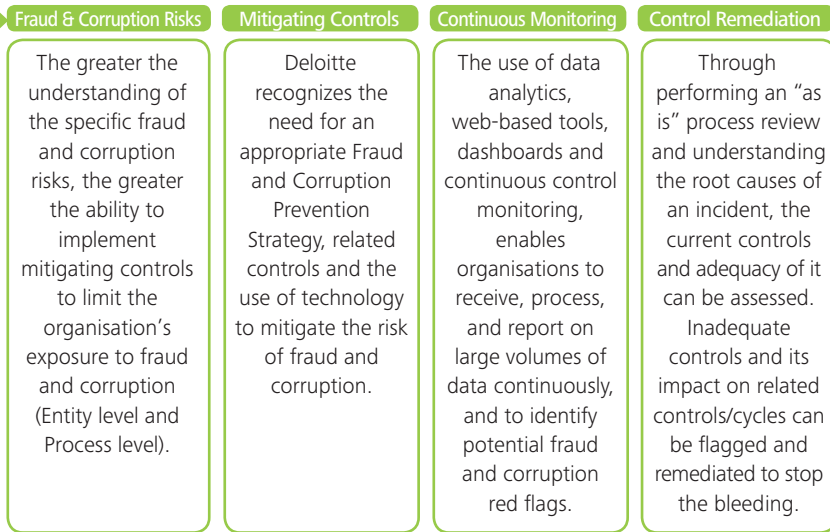 Fraud & Corruption Risks
The greater the
understanding of
the specific fraud
and corruption
risks, the greater
the ability to
implement
mitigating controls
to limit the
organisation's
exposure to fraud
and corruption
(Entity level and
Process level).
Mitigating Controls
Deloitte
recognizes the
need for an
appropriate Fraud
and Corruption
Prevention
Strategy, related
controls and the
use of technology
to mitigate the risk
of fraud and
corruption.
Continuous Monitoring
The use of data
analytics,
web-based tools,
dashboards and
continuous control
monitoring,
enables
organisations to
receive, process,
and report on
large volumes of
data continuously,
and to identify
potential fraud
and corruption
red flags.
Control Remediation
Through
performing an “as
is” process review
and understanding
the root causes of
an incident, the
current controls
and adequacy of it
can be assessed.
Inadequate
controls and its
impact on related
controls/cycles can
be flagged and
remediated to stop
the bleeding.